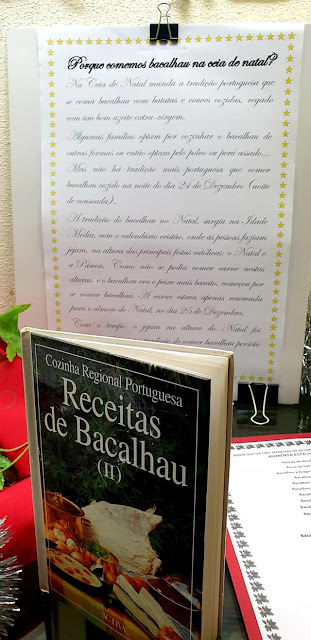 Porque comemos bacalhau na ceia de natal?
Na Ceia de Natal manda a tradição portuguesa que
se coma bacalhau com batatas e couves cozidas, regado
com um bom azeite extra-virgem.
Algumas famílias optam por cozinhar o bacalhau de
outras formas ou então optam pelo polvo ou peru assado...
Mas não há tradição mais portuguesa que comer
bacalhau cozido na noite do dia 24 de Dezembro (noite
de consoada).
A tradição do bacalhau no Natal, surgiu na Idade
Média, com o calendário cristão, onde as pessoas faziam
jejum, na altura das principais festas católicas: o Natal e
a Páscoa. Como não se podia comer carne nestas
alturas, e o bacalhau era o peixe mais barato, começou por
se comer bacalhau. A carne estava apenas reservada
para o almoço de Natal, no dia 25 de Dezembro.
Com o tempo, o jejum na altura de Natal foi
tradição de comer bacalhau persiste
Cozinha Regional Portuguesa
Receitas
de Bacalhau
(II)
ACTIVA